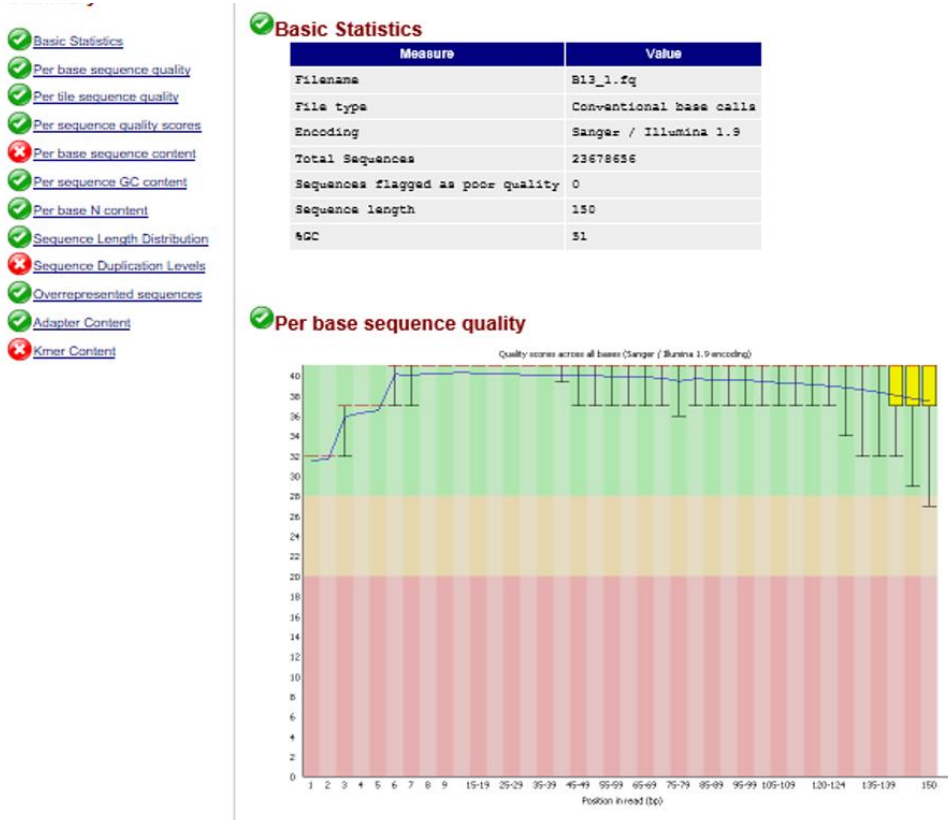 Basic Statistics
Per base sequence quality
Per tile sequence quality
Per sequence quality scores
Per base sequence content
Per sequence GC content
Per base N content
Sequence Length Distribution
Sequence Duplication Levels
Overrepresented sequences
Adapter Content
Kmer Content
Basic Statistics
Measure Value
Filename B13_1.fq
File type Conventional base calls
Encoding Sanger / Illumina 1.9
Total Sequences 23678656
Sequences flagged as poor quality 0
Sequence length 150
%GC 51
Per base sequence quality
Quality scores across all bases (Sanger / Illumina 1.9 encoding)
40
38
36
34
32
30
28
26
24
22
20
18
16
14
12
10
8
6
4
2
0
1 2 3 4 5 6 7 8 9 15-19 25-29 35-39 45-49 55-59 65-69 75-79 85-89 95-99 105-109 120-124 135-139 150
Position in read (bp)